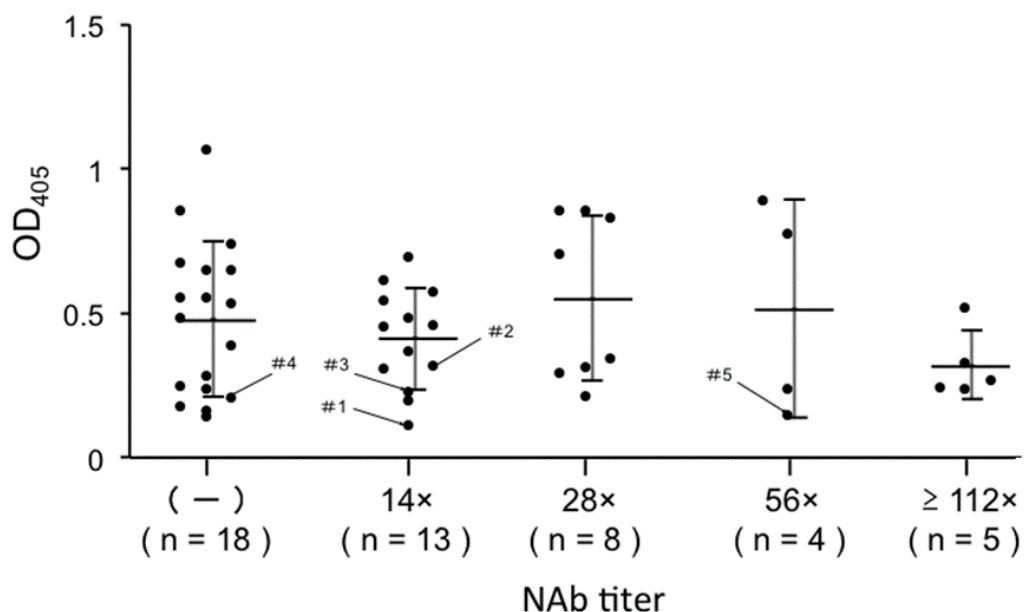 1.5
1
0.5
0
OD405
#4
#3
#1
#2
#5
( — )
14×
28×
56×
≥ 112×
( n = 18 )
( n = 13 )
( n = 8 )
( n = 4 )
( n = 5 )
NAb titer